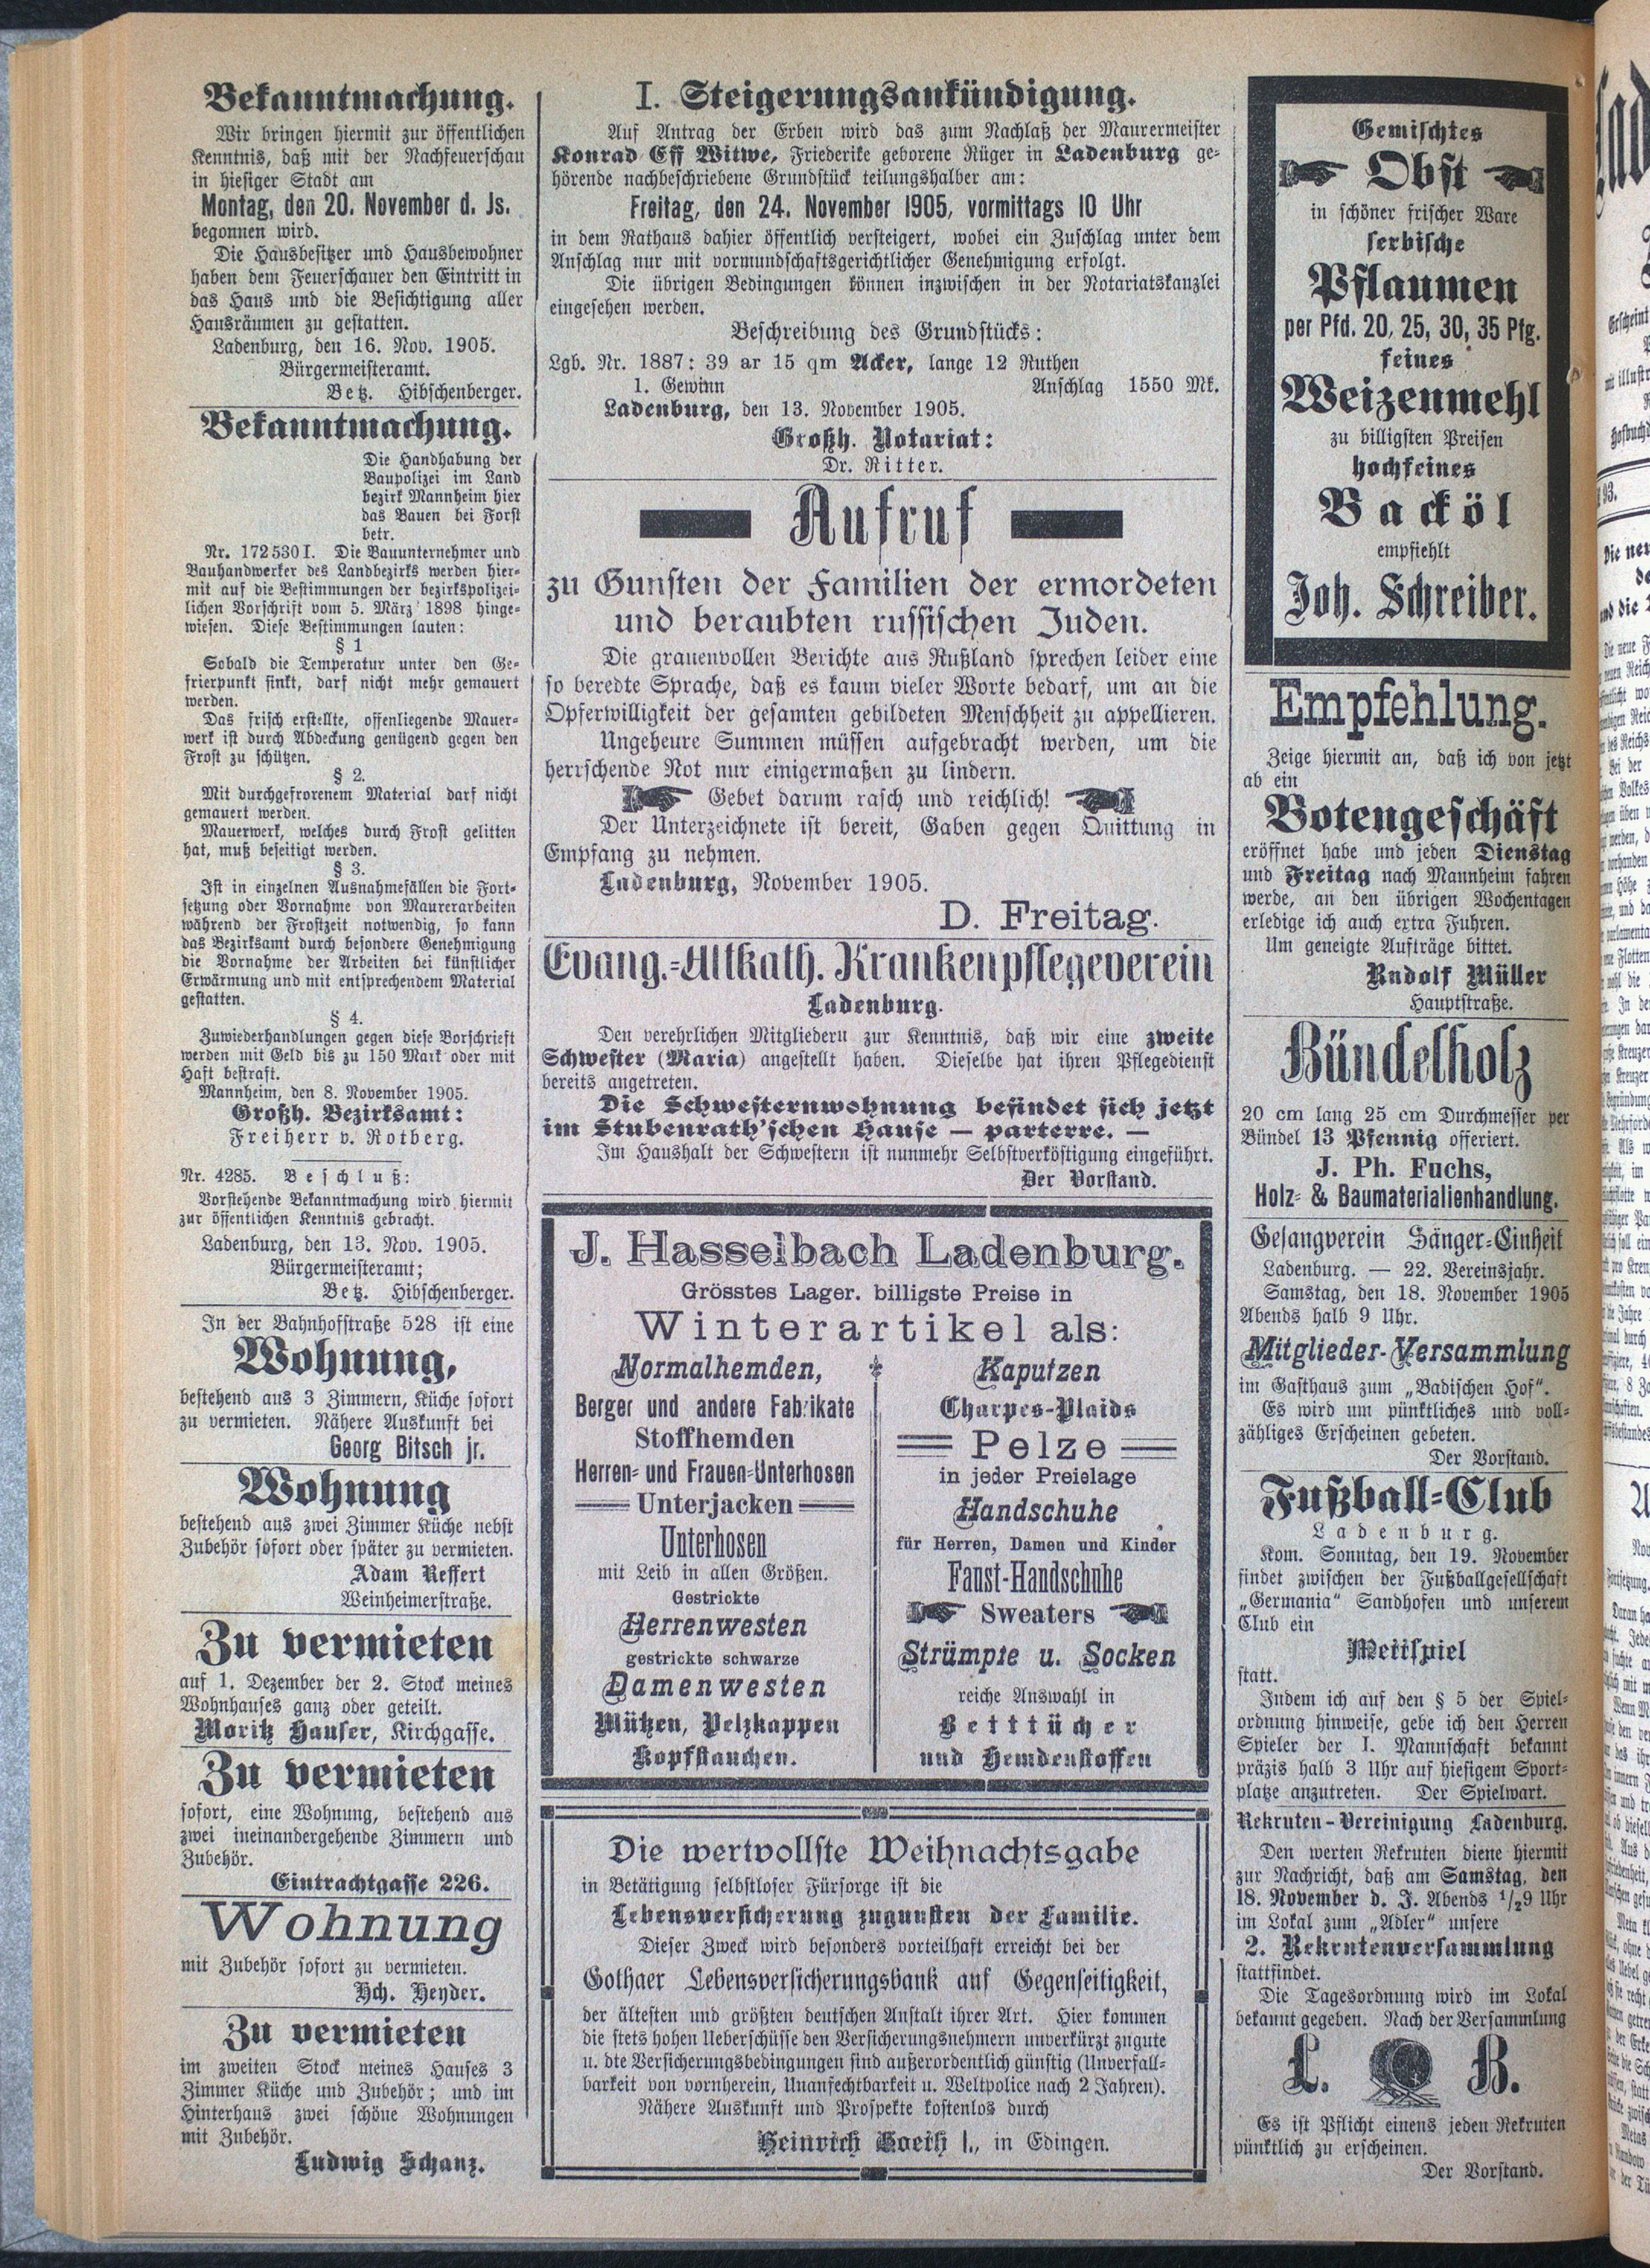 Bekanntmachung.
Wir bringen hiermit zur öffentlichen
Kenntnis, daß mit der Nachfeuerschau
in hiesiger Stadt am
Montag, den 20. November d. Js.
begonnen wird.
Die Hausbesitzer und Hausbewohner
haben dem Feuerschauer den Eintritt in
das Haus und die Besichtigung aller
Hausräumen zu gestatten.
Ladenburg, den 16. Nov. 1905.
Bürgermeisteramt.
Betz. Hibschenberger.
Bekanntmachung.
Die Handhabung der
Baupolizei im Land
bezirk Mannheim hier
das Bauen bei Forst
betr.
Nr. 172530 I. Die Bauunternehmer und
Bauhandwerker des Landbezirks werden hier-
mit auf die Bestimmungen der bezirkspolizei-
lichen Vorschrift vom 5. März 1898 hinge-
wiesen. Diese Bestimmungen lauten:
§ 1
Sobald die Temperatur unter den Ge-
frierpunkt sinkt, darf nicht mehr gemauert
werden.
Das frisch erstellte, offenliegende Mauer-
werk ist durch Abdeckung genügend gegen den
Frost zu schützen.
§ 2.
Mit durchgefrorenem Material darf nicht
gemauert werden.
Mauerwerk, welches durch Frost gelitten
hat, muß beseitigt werden.
§ 3.
Ist in einzelnen Ausnahmefällen die Fort-
setzung oder Vornahme von Maurerarbeiten
während der Frostzeit notwendig, so kann
das Bezirksamt durch besondere Genehmigung
die Vornahme der Arbeiten bei künstlicher
Erwärmung und mit entsprechendem Material
gestatten.
§ 4.
Zuwiederhandlungen gegen diese Vorschrift
werden mit Geld bis zu 150 Mark oder mit
Haft bestraft.
Mannheim, den 8. November 1905.
Großh. Bezirksamt:
Freiherr v. Rotberg.
Nr. 4285. Beschluß:
Vorstehende Bekanntmachung wird hiermit
zur öffentlichen Kenntnis gebracht.
Ladenburg, den 13. Nov. 1905.
Bürgermeisteramt;
Betz. Hibschenberger.
In der Bahnhofstraße 528 ist eine
Wohnung,
bestehend aus 3 Zimmern, Küche sofort
zu vermieten. Nähere Auskunft bei
Georg Bitsch jr.
Wohnung
bestehend aus zwei Zimmer Küche nebst
Zubehör sofort oder später zu vermieten.
Adam Reffert
Weinheimerstraße.
Zu vermieten
auf 1. Dezember der 2. Stock meines
Wohnhauses ganz oder geteilt.
Moritz Hauser, Kirchgasse.
Zu vermieten
sofort, eine Wohnung, bestehend aus
zwei ineinandergehende Zimmern und
Zubehör.
Eintrachtgasse 226.
Wohnung
mit Zubehör sofort zu vermieten.
Hch. Heyder.
Zu vermieten
im zweiten Stock meines Hauses 3
Zimmer Küche und Zubehör; und im
Hinterhaus zwei schöne Wohnungen
mit Zubehör.
Ludwig Schanz.
I. Steigerungsankündigung.
Auf Antrag der Erben wird das zum Nachlaß der Maurermeister
Konrad Eff Witwe, Friederike geborene Rüger in Ladenburg ge-
hörende nachbeschriebene Grundstück teilungshalber am:
Freitag, den 24. November 1905, vormittags 10 Uhr
in dem Rathaus dahier öffentlich versteigert, wobei ein Zuschlag unter dem
Anschlag nur mit vormundschaftsgerichtlicher Genehmigung erfolgt.
Die übrigen Bedingungen können inzwischen in der Notariatskanzlei
eingesehen werden.
Beschreibung des Grundstücks:
Lgb. Nr. 1887: 39 ar 15 qm Acker, lange 12 Ruthen
1. Gewinn Anschlag 1550 Mk.
Ladenburg, den 13. November 1905.
Großh. Notariat:
Dr. Ritter.
Aufruf
zu Gunsten der Familien der ermordeten
und beraubten russischen Juden.
Die grauenvollen Berichte aus Rußland sprechen leider eine
so beredte Sprache, daß es kaum vieler Worte bedarf, um an die
Opferwilligkeit der gesamten gebildeten Menschheit zu appellieren.
Ungeheure Summen müssen aufgebracht werden, um die
herrschende Not nur einigermaßen zu lindern.
Gebet darum rasch und reichlich!
Der Unterzeichnete ist bereit, Gaben gegen Quittung in
Empfang zu nehmen.
Ladenburg, November 1905.
D. Freitag.
Evang.-Altkath. Krankenpflegeverein
Ladenburg.
Den verehrlichen Mitgliedern zur Kenntnis, daß wir eine zweite
Schwester (Maria) angestellt haben. Dieselbe hat ihren Pflegedienst
bereits angetreten.
Die Schwesternwohnung befindet sich jetzt
im Stubenrath'schen Hause — parterre. —
Im Haushalt der Schwestern ist nunmehr Selbstverköstigung eingeführt.
Der Vorstand.
J. Hasselbach Ladenburg.
Grösstes Lager. billigste Preise in
Winterartikel als:
Normalhemden,
Berger und andere Fabrikate
Stoffhemden
Herren- und Frauen-Unterhosen
Unterjacken
Unterhosen
mit Leib in allen Größen.
Gestrickte
Herrenwesten
gestrickte schwarze
Damenwesten
Mützen, Pelzkappen
Kopfstauchen.
Kaputzen
Charpes-Plaids
Pelze
in jeder Preislage
Handschuhe
für Herren, Damen und Kinder
Faust-Handschuhe
Sweaters
Strümpfe u. Socken
reiche Auswahl in
Betttücher
und Hemdenstoffen
Die wertvollste Weihnachtsgabe
in Betätigung selbstloser Fürsorge ist die
Lebensversicherung zugunsten der Familie.
Dieser Zweck wird besonders vorteilhaft erreicht bei der
Gothaer Lebensversicherungsbank auf Gegenseitigkeit,
der ältesten und größten deutschen Anstalt ihrer Art. Hier kommen
die stets hohen Ueberschüsse den Versicherungsnehmern unverkürzt zugute
u. dte Versicherungsbedingungen sind außerordentlich günstig (Unverfall-
barkeit von vornherein, Unanfechtbarkeit u. Weltpolice nach 2 Jahren).
Nähere Auskunft und Prospekte kostenlos durch
Heinrich Koeth I., in Edingen.
Gemischtes
Obst
in schöner frischer Ware
serbische
Pflaumen
per Pfd. 20, 25, 30, 35 Pfg.
feines
Weizenmehl
zu billigsten Preisen
hochfeines
Backöl
empfiehlt
Joh. Schreiber.
Empfehlung.
Zeige hiermit an, daß ich von jetzt
ab ein
Botengeschäft
eröffnet habe und jeden Dienstag
und Freitag nach Mannheim fahren
werde, an den übrigen Wochentagen
erledige ich auch extra Fuhren.
Um geneigte Aufträge bittet.
Rudolf Müller
Hauptstraße.
Bündelholz
20 cm lang 25 cm Durchmesser per
Bündel 13 Pfennig offeriert.
J. Ph. Fuchs,
Holz- & Baumaterialienhandlung.
Gesangverein Sänger-Einheit
Ladenburg. — 22. Vereinsjahr.
Samstag, den 18. November 1905
Abends halb 9 Uhr.
Mitglieder-Versammlung
im Gasthaus zum „Badischen Hof“.
Es wird um pünktliches und voll-
zähliges Erscheinen gebeten.
Der Vorstand.
Fußball-Club
Ladenburg.
Kom. Sonntag, den 19. November
findet zwischen der Fußballgesellschaft
„Germania“ Sandhofen und unserem
Club ein
Wettspiel
statt.
Indem ich auf den § 5 der Spiel-
ordnung hinweise, gebe ich den Herren
Spieler der I. Mannschaft bekannt
präzis halb 3 Uhr auf hiesigem Sport-
platze anzutreten. Der Spielwart.
Rekruten-Vereinigung Ladenburg.
Den werten Rekruten diene hiermit
zur Nachricht, daß am Samstag, den
18. November d. J. Abends 1/29 Uhr
im Lokal zum „Adler“ unsere
2. Rekrutenversammlung
stattfindet.
Die Tagesordnung wird im Lokal
bekannt gegeben. Nach der Versammlung
L. B.
Es ist Pflicht einens jeden Rekruten
pünktlich zu erscheinen.
Der Vorstand.